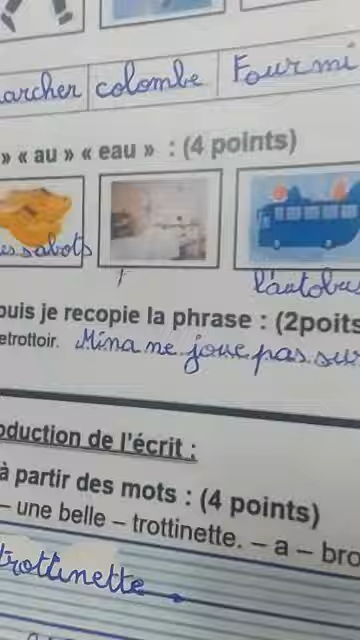 archer colombe Fourmi
» « au » « eau » : (4 points)
es sabots
l'autobus
puis je recopie la phrase : (2poits
etrottoir. Mina ne joue pas sur
oduction de l'écrit :
à partir des mots : (4 points)
– une belle – trottinette. – a – bro
trottinette